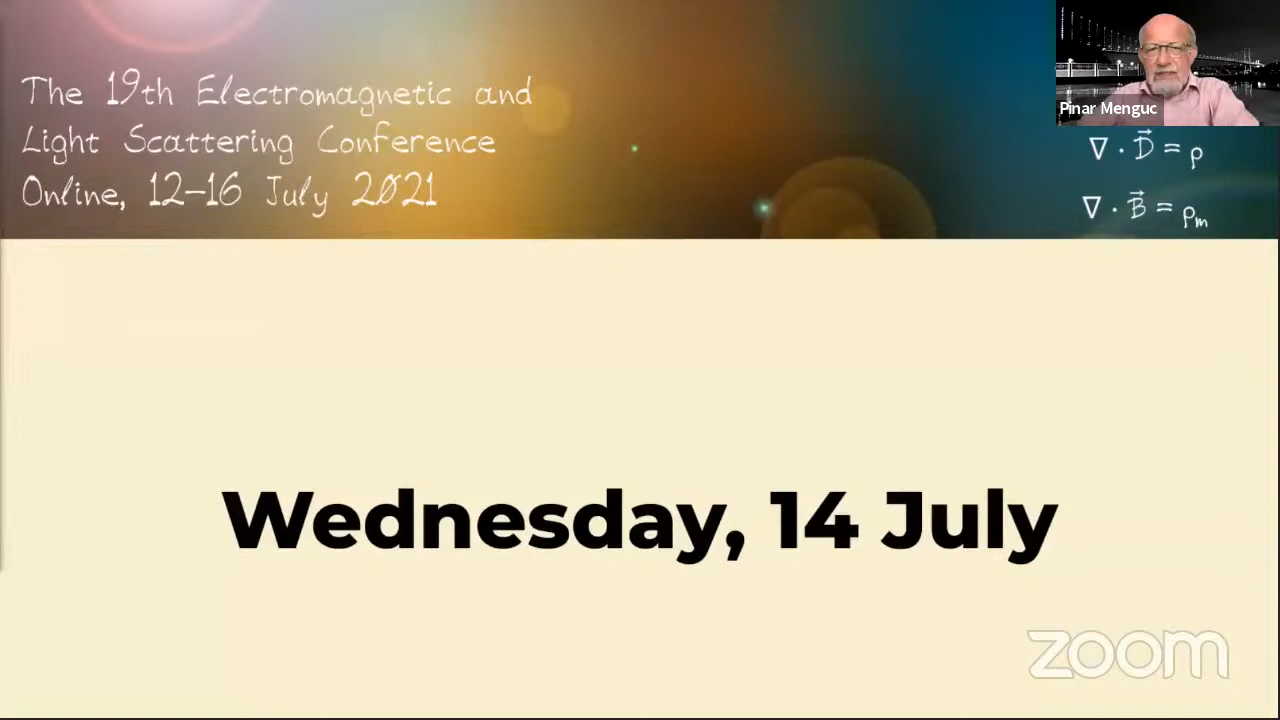 The 19th Electromagnetic and
Light Scattering Conference
Online, 12-16 July 2021
Pinar Menguc
∇ · D⃗ = ρ
∇ · B⃗ = ρₘ
Wednesday, 14 July
zoom